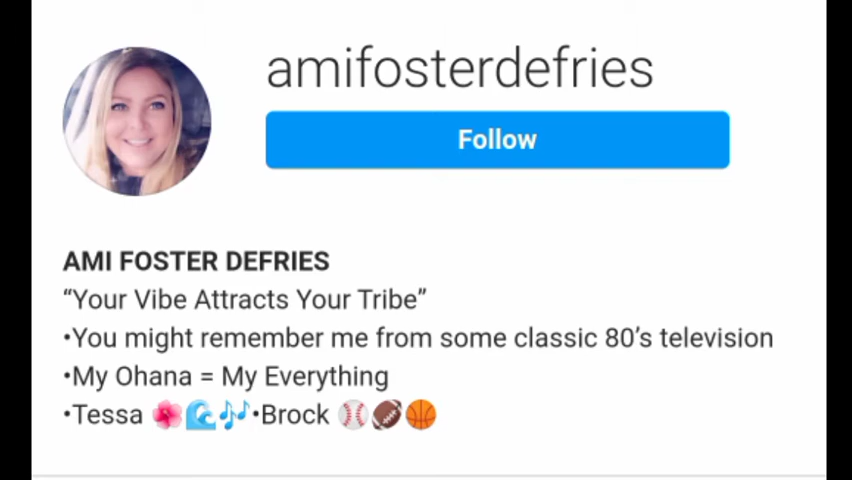 amifosterdefries
Follow
AMI FOSTER DEFRIES
“Your Vibe Attracts Your Tribe”
•You might remember me from some classic 80’s television
•My Ohana = My Everything
•Tessa 🌺🌊🎶•Brock ⚾🏈🏀